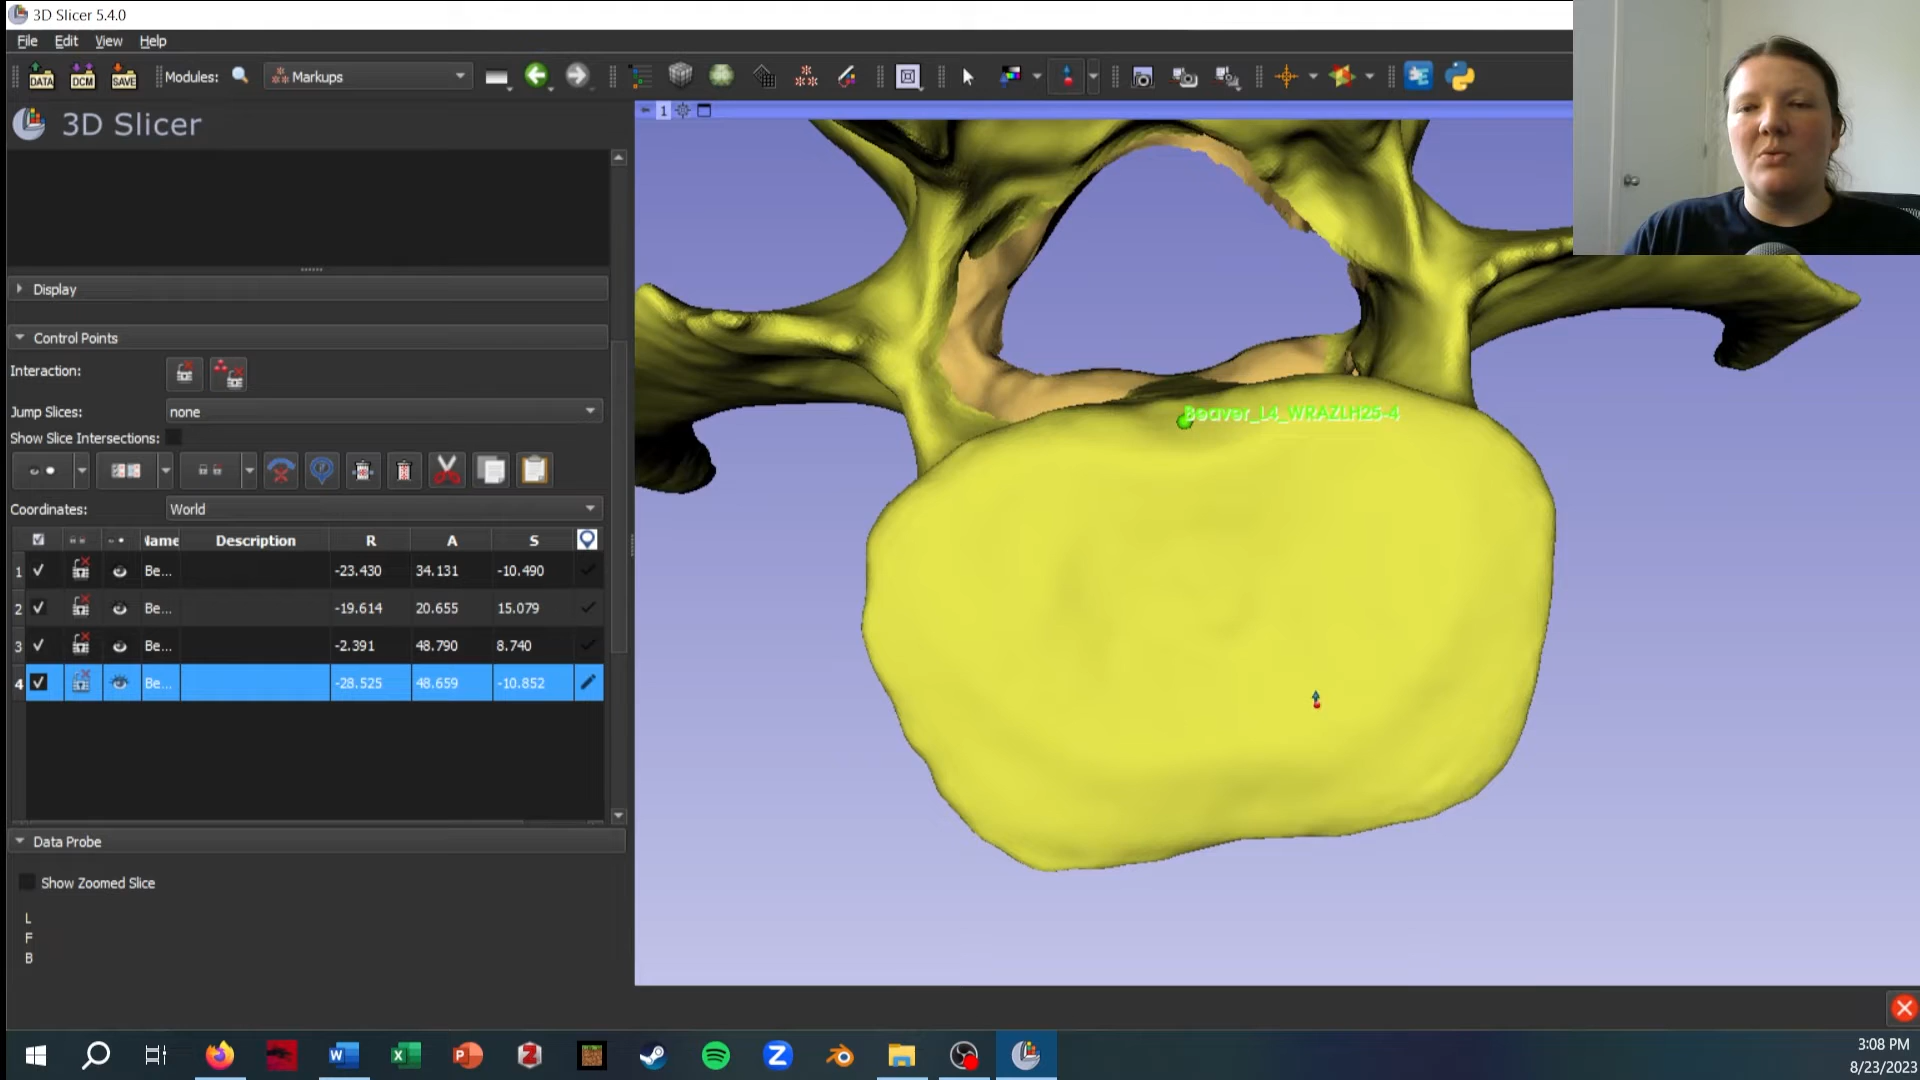 3D Slicer 5.4.0
File Edit View Help
DATA DCM SAVE Modules: Markups
1
3D Slicer
Display
Control Points
Interaction:
Jump Slices: none
Show Slice Intersections:
Coordinates: World
Name Description R A S
1 Be... -23.430 34.131 -10.490
2 Be... -19.614 20.655 15.079
3 Be... -2.391 48.790 8.740
4 Be... -28.525 48.659 -10.852
Data Probe
Show Zoomed Slice
L
F
B
Beaver_L4_WRAZLH25-4
3:08 PM
8/23/2023